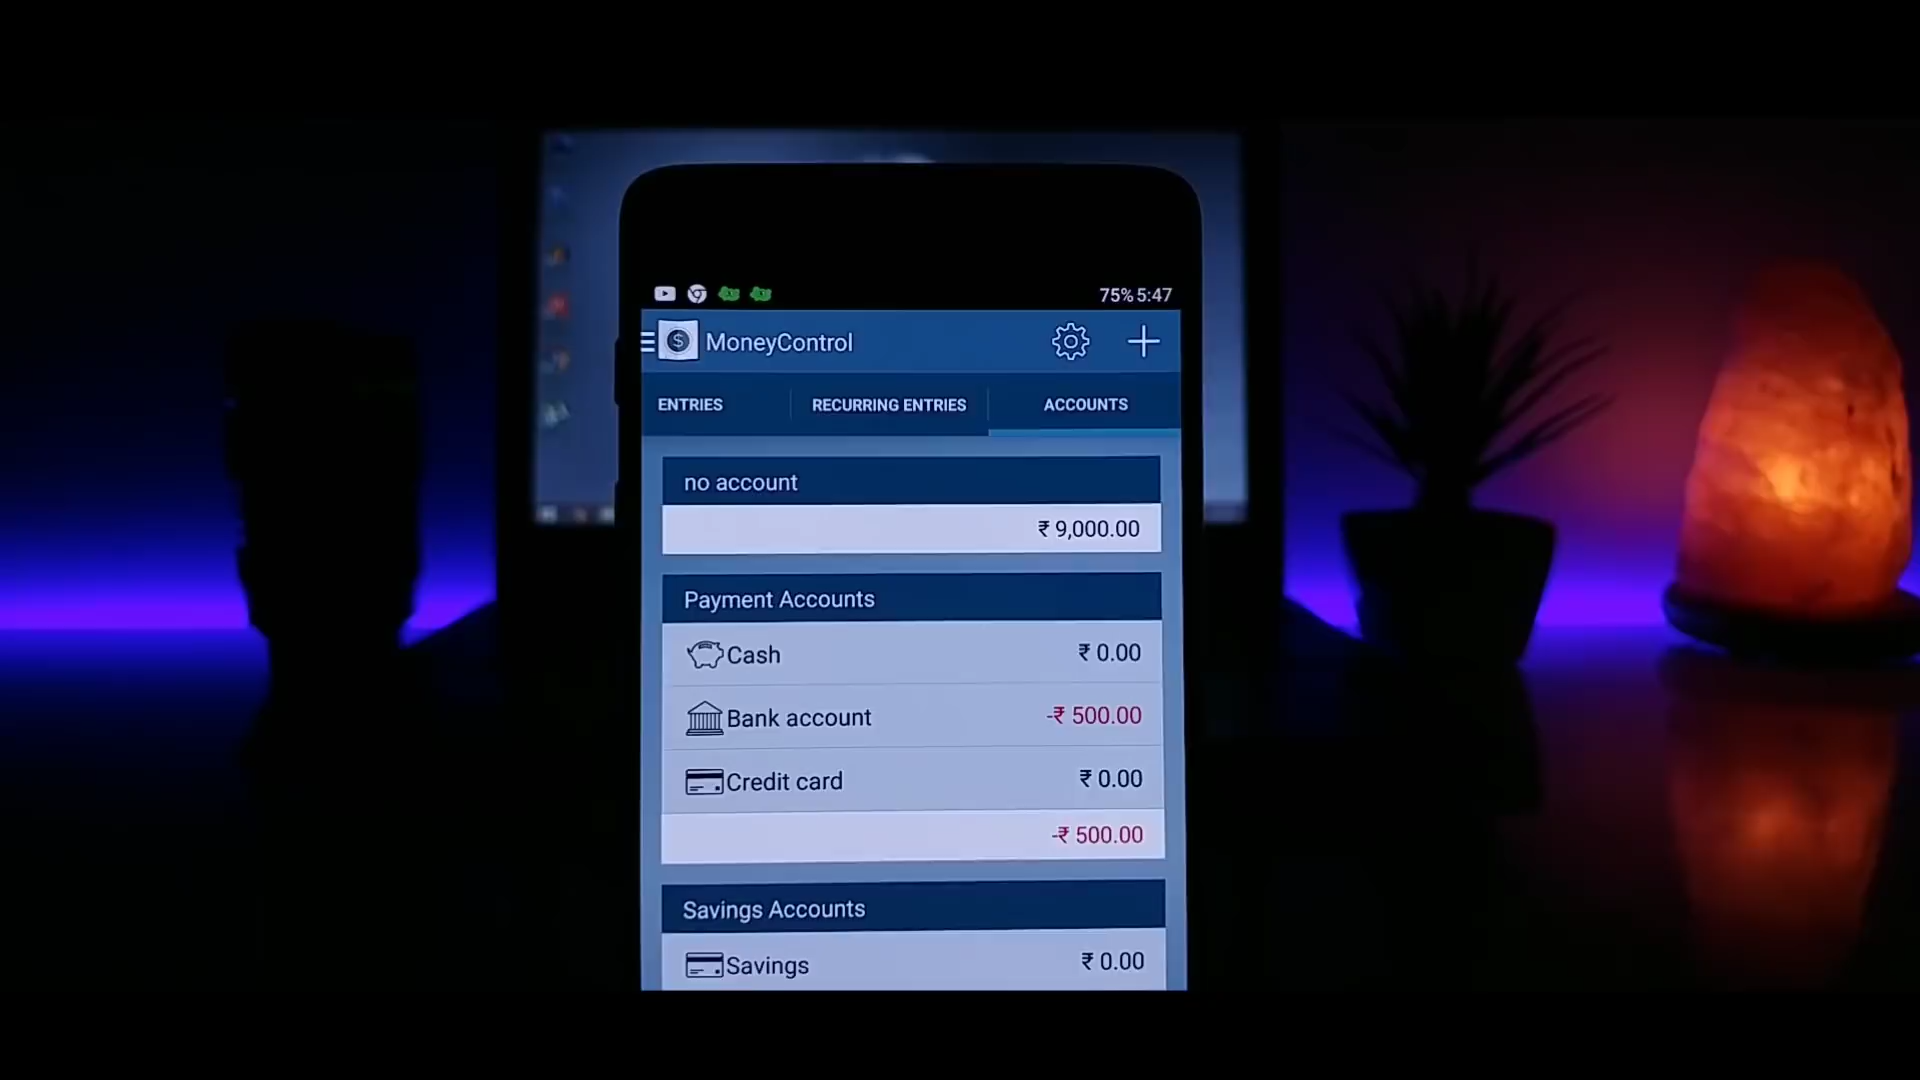 75% 5:47
MoneyControl
ENTRIES RECURRING ENTRIES ACCOUNTS
no account
₹ 9,000.00
Payment Accounts
Cash ₹ 0.00
Bank account -₹ 500.00
Credit card ₹ 0.00
-₹ 500.00
Savings Accounts
Savings ₹ 0.00